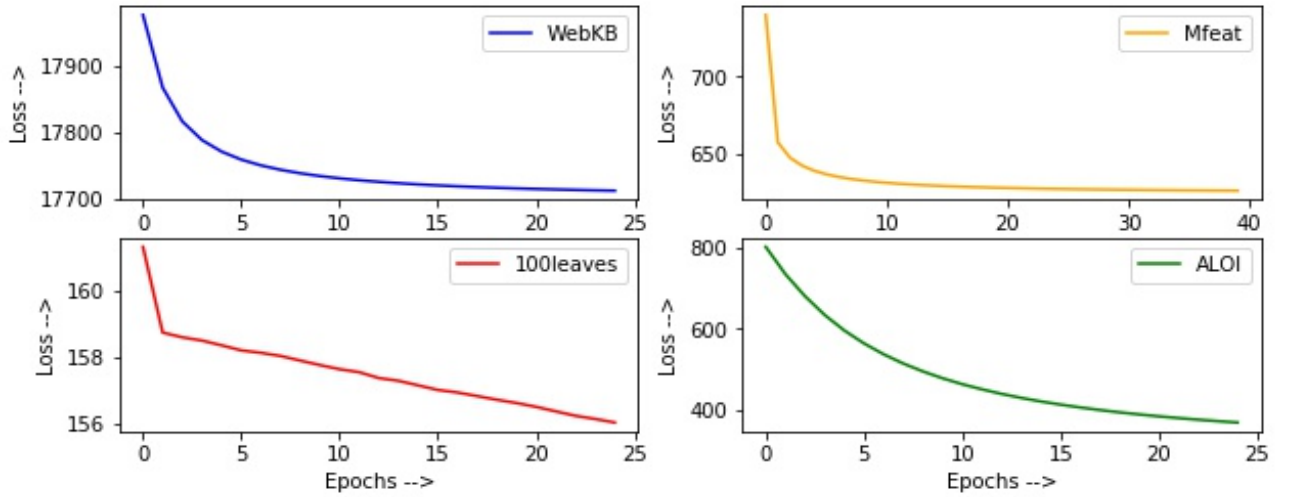 WebKB
Loss -->
17900
17800
17700
0 5 10 15 20 25
Mfeat
Loss -->
700
650
0 10 20 30 40
100leaves
Loss -->
160
158
156
0 5 10 15 20 25
Epochs -->
ALOI
Loss -->
800
600
400
0 5 10 15 20 25
Epochs -->